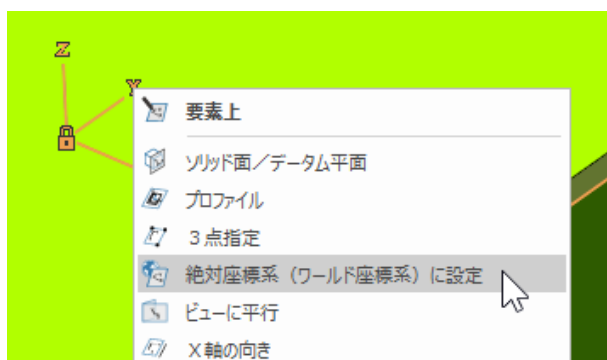 Z
Y
要素上
ソリッド面／データム平面
プロファイル
３点指定
絶対座標系（ワールド座標系）に設定
ビューに平行
X軸の向き